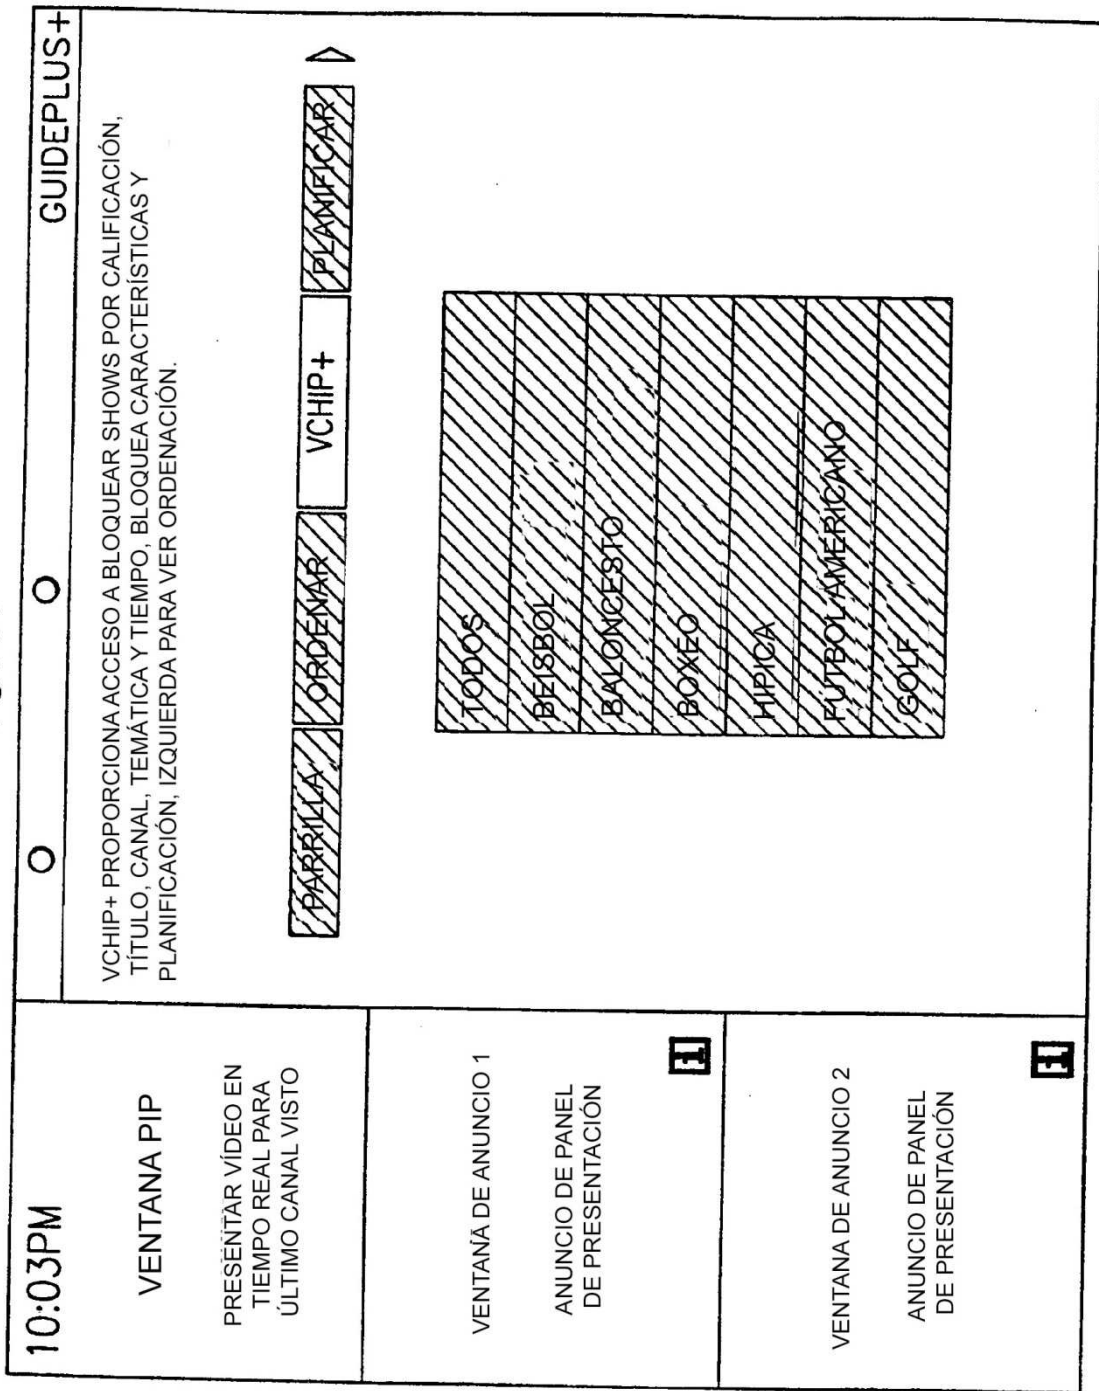 10:03PM
GUIDEPLUS+
VENTANA PIP
PRESENTAR VÍDEO EN
TIEMPO REAL PARA
ÚLTIMO CANAL VISTO
VENTANA DE ANUNCIO 1
ANUNCIO DE PANEL
DE PRESENTACIÓN
i
VENTANA DE ANUNCIO 2
ANUNCIO DE PANEL
DE PRESENTACIÓN
i
VCHIP+ PROPORCIONA ACCESO A BLOQUEAR SHOWS POR CALIFICACIÓN,
TÍTULO, CANAL, TEMÁTICA Y TIEMPO, BLOQUEA CARACTERÍSTICAS Y
PLANIFICACIÓN, IZQUIERDA PARA VER ORDENACIÓN.
PARRILLA
ORDENAR
VCHIP+
PLANIFICAR
TODOS
BEISBOL
BALONCESTO
BOXEO
HIPICA
FUTBOL AMERICANO
GOLF